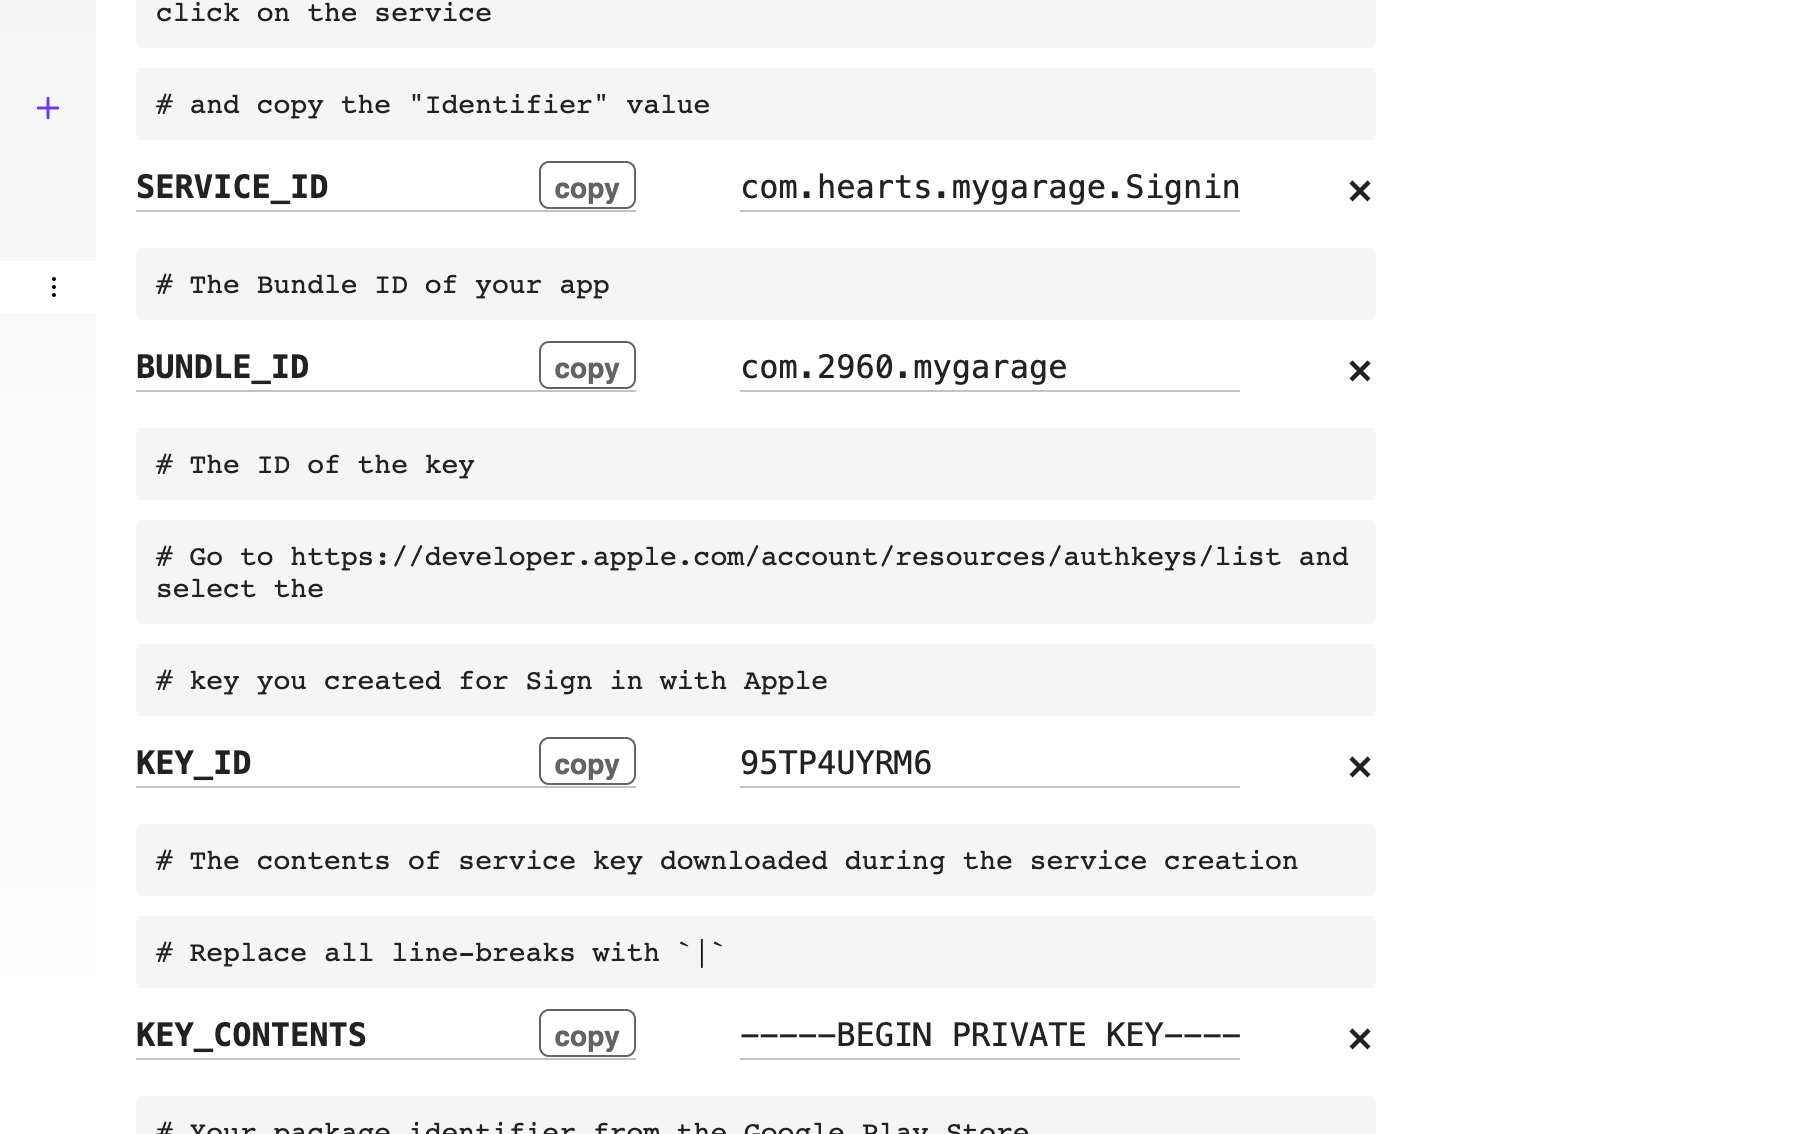 click on the service
# and copy the "Identifier" value
SERVICE_ID copy com.hearts.mygarage.Signin ×
# The Bundle ID of your app
BUNDLE_ID copy com.2960.mygarage ×
# The ID of the key
# Go to https://developer.apple.com/account/resources/authkeys/list and
select the
# key you created for Sign in with Apple
KEY_ID copy 95TP4UYRM6 ×
# The contents of service key downloaded during the service creation
# Replace all line-breaks with `|`
KEY_CONTENTS copy -----BEGIN PRIVATE KEY---- ×
# Your package identifier from the Google Play Store